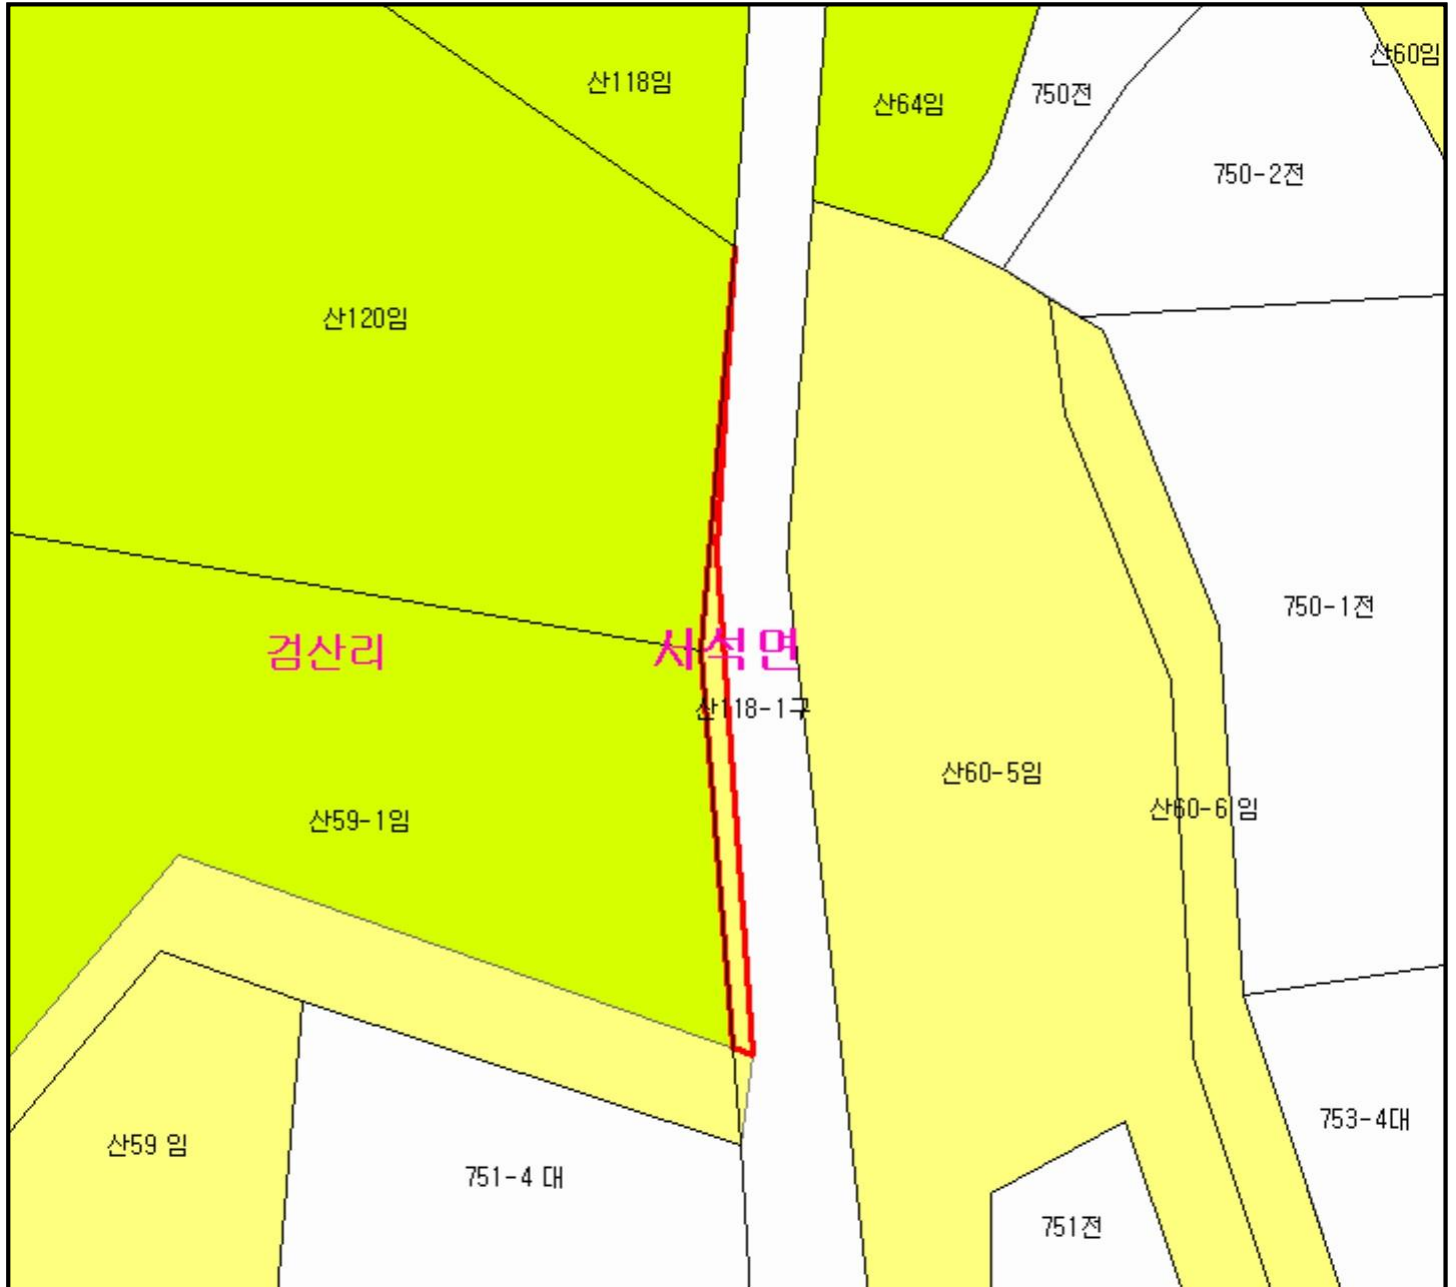 산60임
산118임
750전
산64임
750-2전
산120임
750-1전
검산리
서석면
산118-1구
산60-5임
산60-6임
산59-1임
753-4대
산59 임
751-4 대
751전